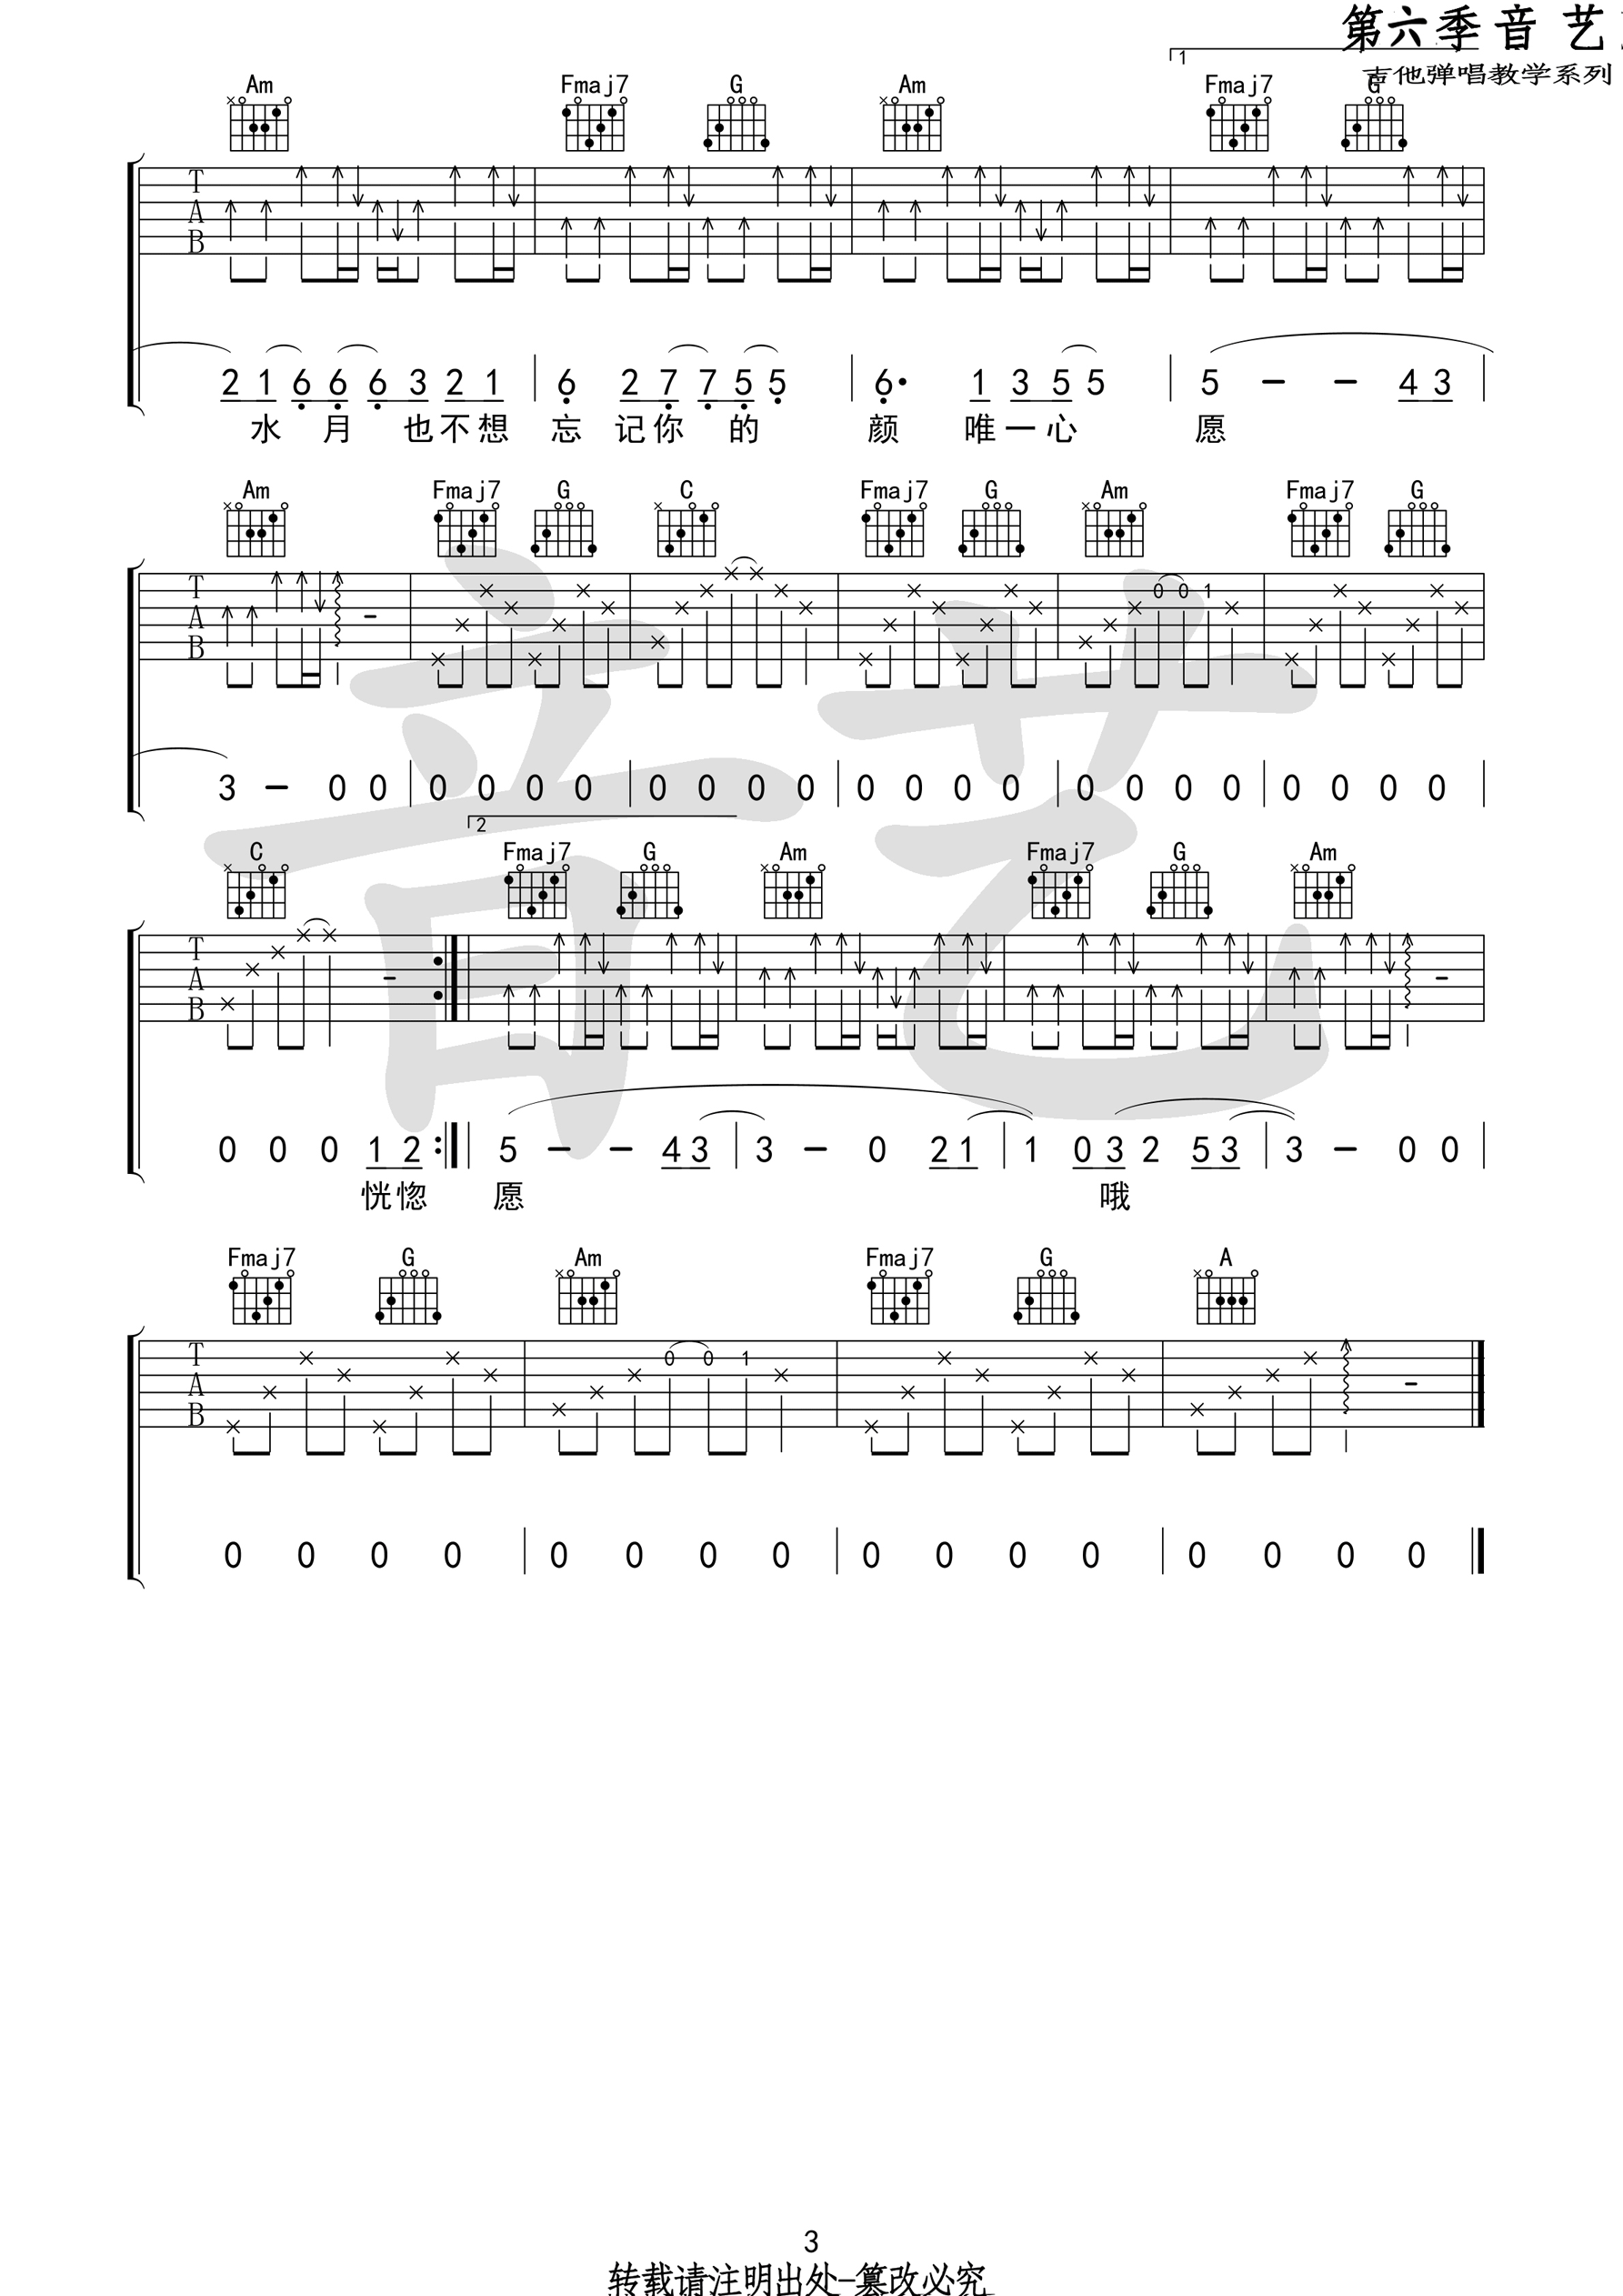 第六季音 艺
1
吉他弹唱教学系列
Am Fmaj7 G Am Fmaj7 G
T
A
B
2 1 6 6 6 3 2 1 6 2 7 7 5 5 6· 1 3 5 5 5 - - 4 3
水 月 也 不 想 忘 记 你 的 颜 唯 一 心 愿
Am Fmaj7 G C Fmaj7 G Am Fmaj7 G
T
A
B
0 0 1
3 - 0 0 0 0 0 0 0 0 0 0 0 0 0 0 0 0 0 0 0 0 0 0
2
C Fmaj7 G Am Fmaj7 G Am
T
A
B
0 0 0 1 2 5 - - 4 3 3 - 0 2 1 1 0 3 2 5 3 3 - 0 0
恍 惚 愿 哦
Fmaj7 G Am Fmaj7 G A
T
A
B
0 0 1
0 0 0 0 0 0 0 0 0 0 0 0 0 0 0 0
音艺
3
转载请注明出处-篡改必究